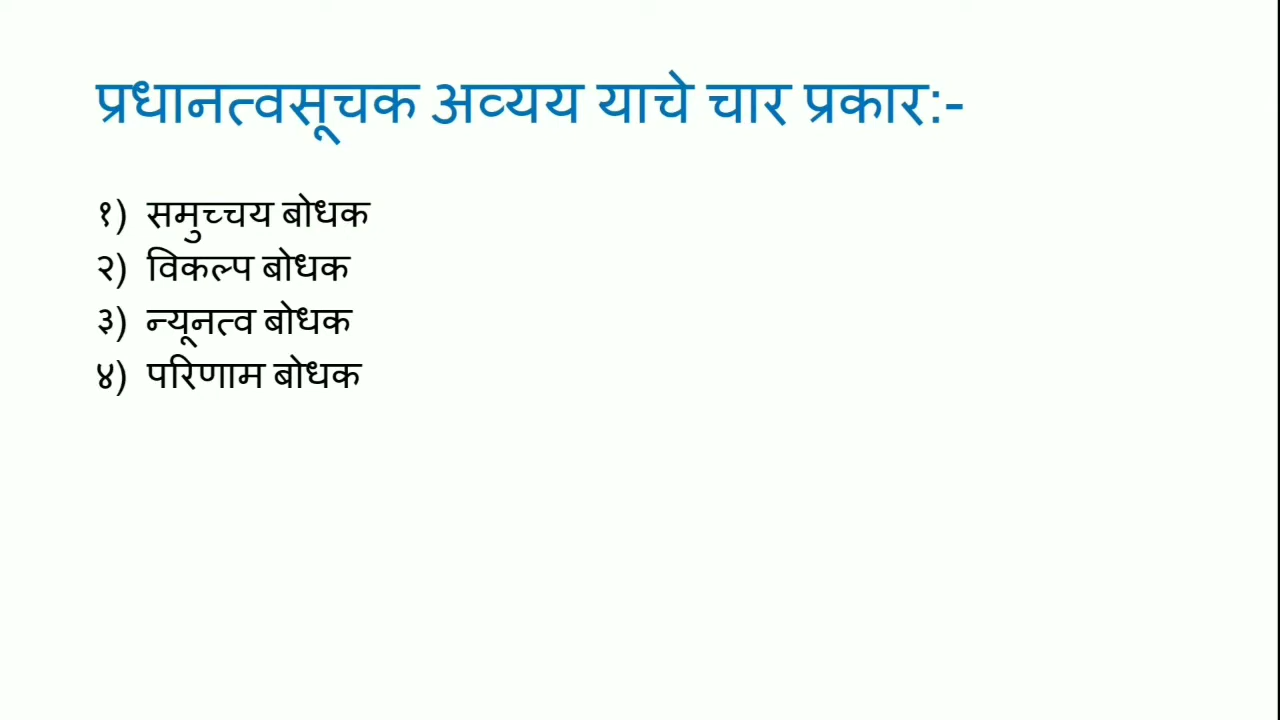 प्रधानत्वसूचक अव्यय याचे चार प्रकार:-
१) समुच्चय बोधक
२) विकल्प बोधक
३) न्यूनत्व बोधक
४) परिणाम बोधक